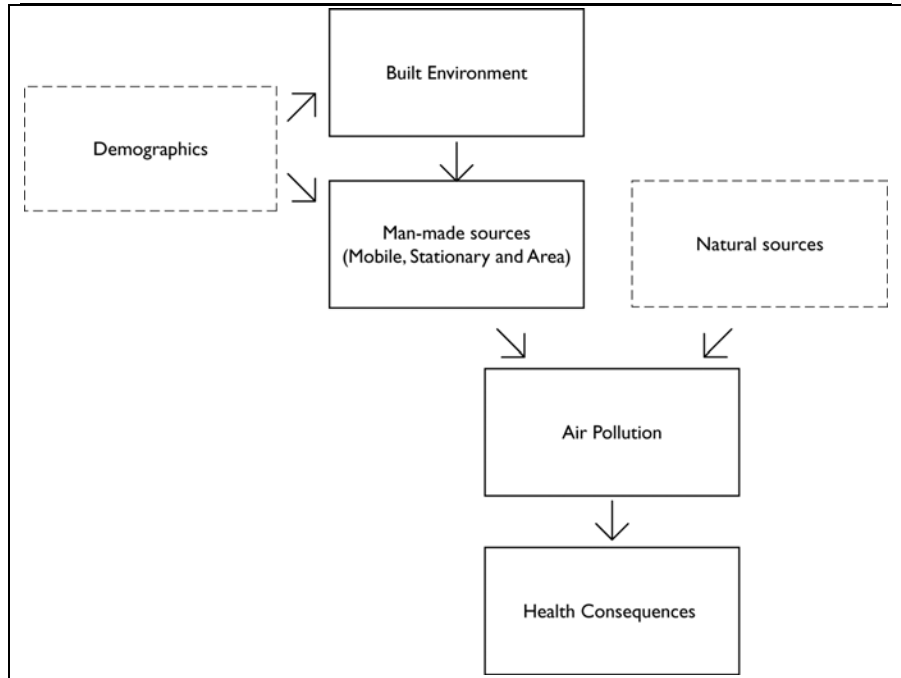 Built Environment
Demographics
Man-made sources
(Mobile, Stationary and Area)
Natural sources
Air Pollution
Health Consequences